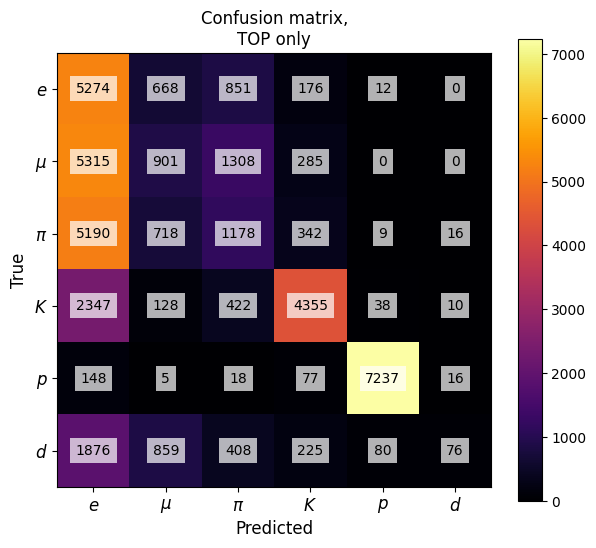 Confusion matrix,
TOP only
e 5274 668 851 176 12 0
μ 5315 901 1308 285 0 0
π 5190 718 1178 342 9 16
K 2347 128 422 4355 38 10
p 148 5 18 77 7237 16
d 1876 859 408 225 80 76
e μ π K p d
Predicted
True
7000
6000
5000
4000
3000
2000
1000
0